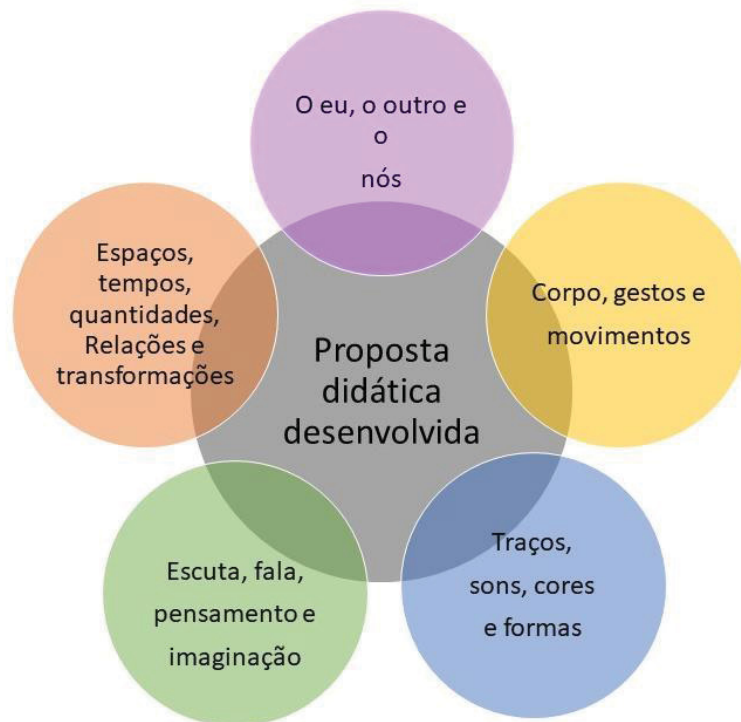 O eu, o outro e
o
nós
Espaços,
tempos,
quantidades,
Relações e
transformações
Corpo, gestos e
movimentos
Proposta
didática
desenvolvida
Escuta, fala,
pensamento e
imaginação
Traços,
sons, cores
e formas